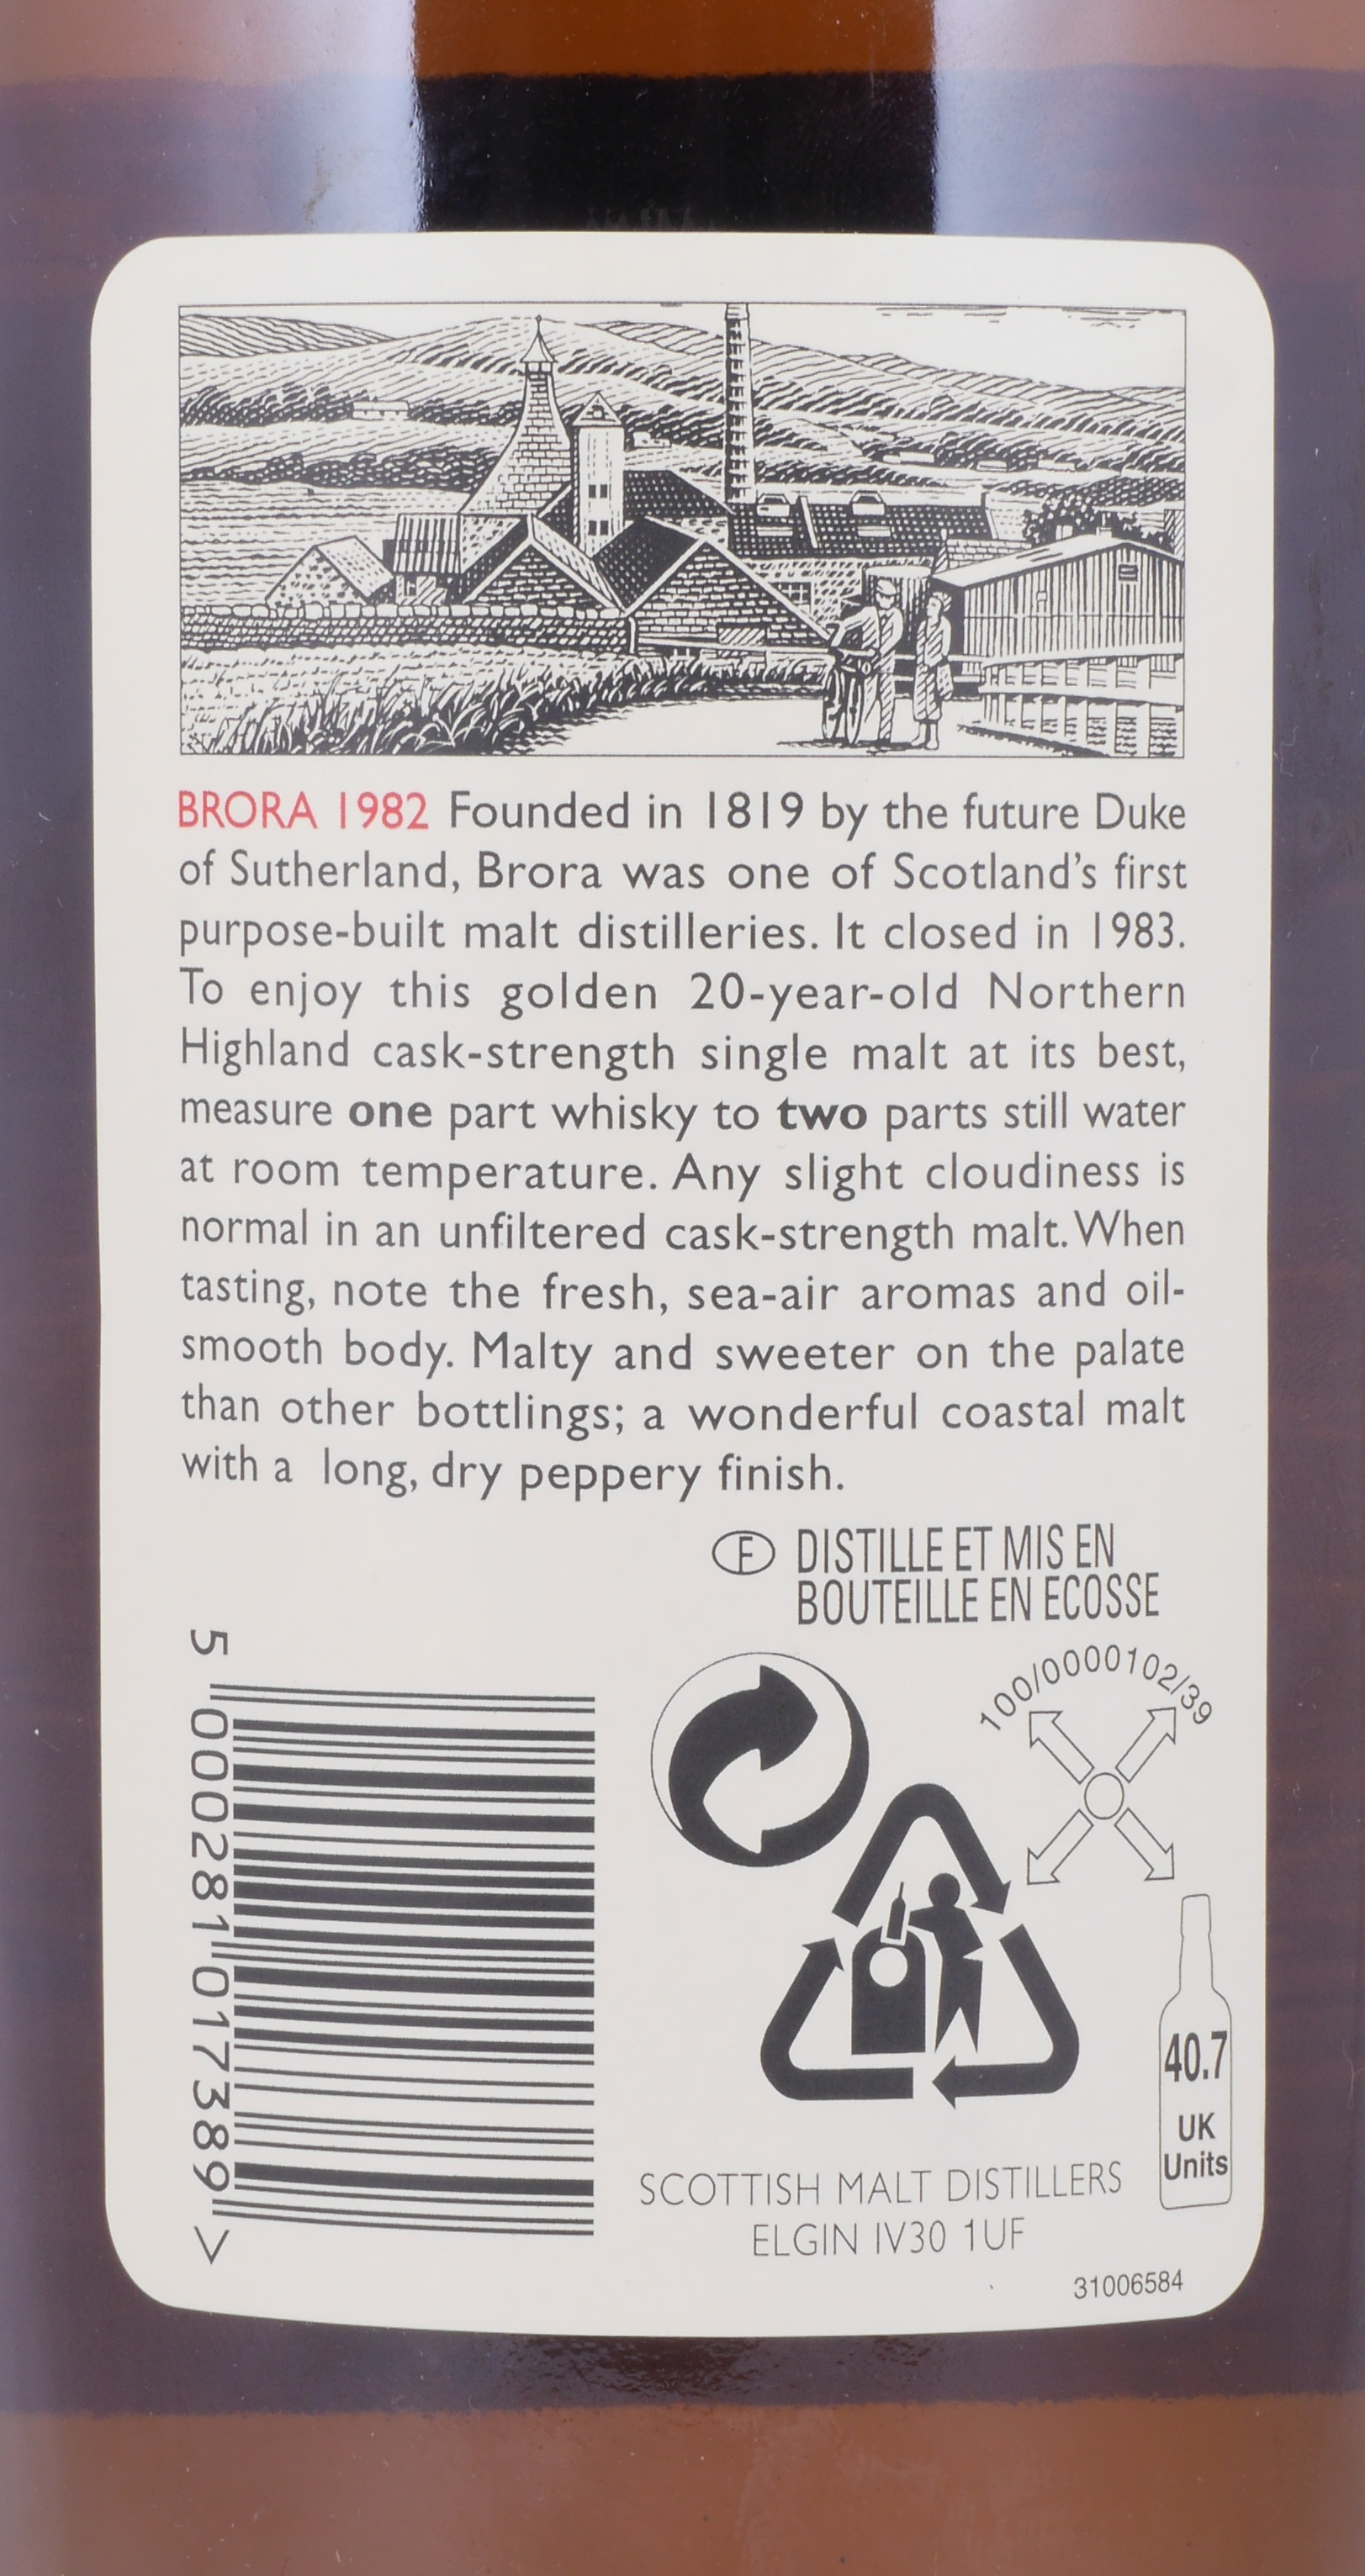 BRORA 1982 Founded in 1819 by the future Duke
of Sutherland, Brora was one of Scotland's first
purpose-built malt distilleries. It closed in 1983.
To enjoy this golden 20-year-old Northern
Highland cask-strength single malt at its best,
measure one part whisky to two parts still water
at room temperature. Any slight cloudiness is
normal in an unfiltered cask-strength malt. When
tasting, note the fresh, sea-air aromas and oil-
smooth body. Malty and sweeter on the palate
than other bottlings; a wonderful coastal malt
with a long, dry peppery finish.
F DISTILLE ET MIS EN
BOUTEILLE EN ECOSSE
100/0000102/39
5 000281 017389 >
40.7
UK
Units
SCOTTISH MALT DISTILLERS
ELGIN IV30 1UF
31006584